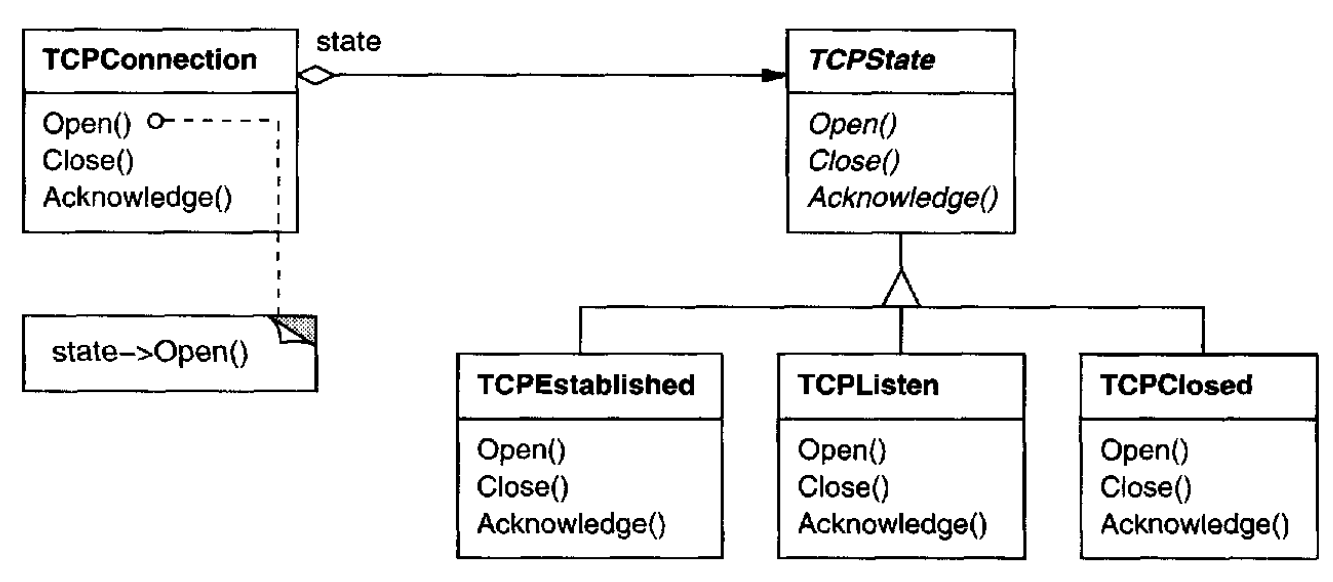 TCPConnection
Open()
Close()
Acknowledge()
state
TCPState
Open()
Close()
Acknowledge()
state->Open()
TCPEstablished
Open()
Close()
Acknowledge()
TCPListen
Open()
Close()
Acknowledge()
TCPClosed
Open()
Close()
Acknowledge()